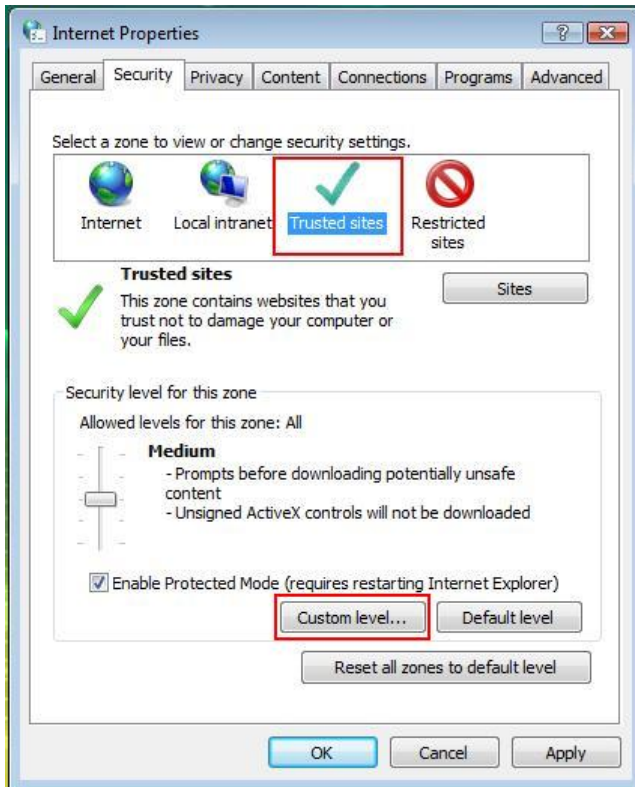 Internet Properties
General Security Privacy Content Connections Programs Advanced
Select a zone to view or change security settings.
Internet Local intranet Trusted sites Restricted
sites
Trusted sites
Sites
This zone contains websites that you
trust not to damage your computer or
your files.
Security level for this zone
Allowed levels for this zone: All
Medium
- Prompts before downloading potentially unsafe
content
- Unsigned ActiveX controls will not be downloaded
Enable Protected Mode (requires restarting Internet Explorer)
Custom level... Default level
Reset all zones to default level
OK Cancel Apply